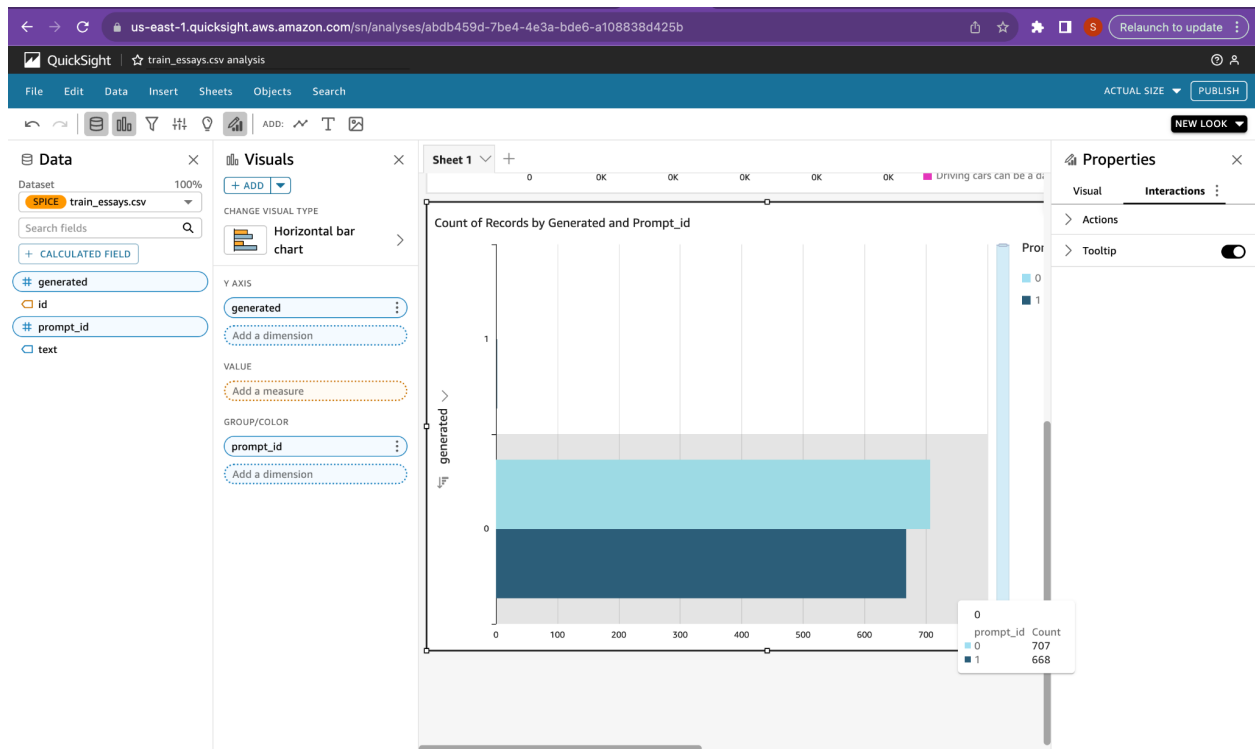 us-east-1.quicksight.aws.amazon.com/sn/analyses/abdb459d-7be4-4e3a-bde6-a108838d425b
S
Relaunch to update
QuickSight
train_essays.csv analysis
File Edit Data Insert Sheets Objects Search
ACTUAL SIZE
PUBLISH
ADD:
T
NEW LOOK
Data
Dataset 100%
SPICE train_essays.csv
Search fields
+ CALCULATED FIELD
# generated
id
# prompt_id
text
Visuals
+ ADD
CHANGE VISUAL TYPE
Horizontal bar
chart
Y AXIS
generated
Add a dimension
VALUE
Add a measure
GROUP/COLOR
prompt_id
Add a dimension
Sheet 1
0 0K 0K 0K 0K 0K
Driving cars can be a da
Count of Records by Generated and Prompt_id
generated
1
0
0 100 200 300 400 500 600 700
Pror
0
1
0
prompt_id Count
0 707
1 668
Properties
Visual Interactions
Actions
Tooltip